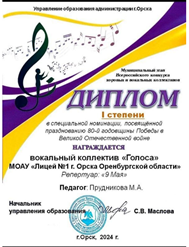 Управления образования администрации г.Орска
Муниципальный этап
Всероссийского конкурса
хоровых и вокальных коллективов
ДИПЛОМ
I степени
в специальной номинации, посвящённой
празднованию 80-й годовщины Победы в
Великой Отечественной войне
НАГРАЖДАЕТСЯ
вокальный коллектив «Голоса»
МОАУ «Лицей №1 г. Орска Оренбургской области»
Репертуар: «9 Мая»
Педагог: Прудникова М.А.
Начальник
управления образования
С.В. Маслова
г.Орск, 2024 г.